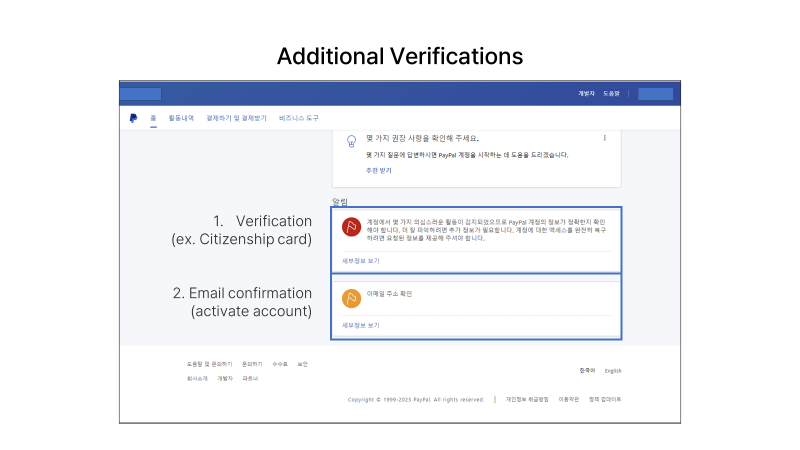 Additional Verifications
개발자 도움말
홈 활동내역 결제하기 및 결제받기 비즈니스 도구
몇 가지 권장 사항을 확인해 주세요.
몇 가지 질문에 답변하시면 PayPal 계정을 시작하는 데 도움을 드리겠습니다.
추천 받기
알림
1. Verification
(ex. Citizenship card)
계정에서 몇 가지 의심스러운 활동이 감지되었으므로 PayPal 계정의 정보가 정확한지 확인
해야 합니다. 더 잘 파악하려면 추가 정보가 필요합니다. 계정에 대한 액세스를 완전히 복구
하려면 요청된 정보를 제공해 주셔야 합니다.
세부정보 보기
2. Email confirmation
(activate account)
이메일 주소 확인
세부정보 보기
도움말 및 문의하기 문의하기 수수료 보안
회사소개 개발자 파트너
한국어 English
Copyright © 1999-2023 PayPal. All rights reserved. | 개인정보 취급방침 이용약관 정책 업데이트